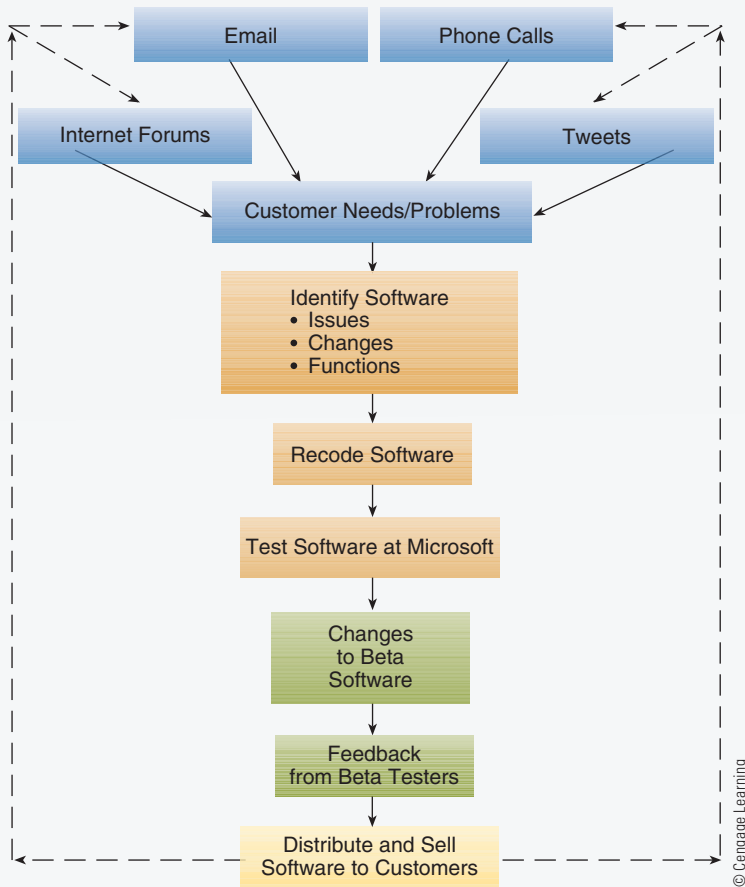 Email
Phone Calls
Internet Forums
Tweets
Customer Needs/Problems
Identify Software
• Issues
• Changes
• Functions
Recode Software
Test Software at Microsoft
Changes
to Beta
Software
Feedback
from Beta Testers
Distribute and Sell
Software to Customers
© Cengage Learning